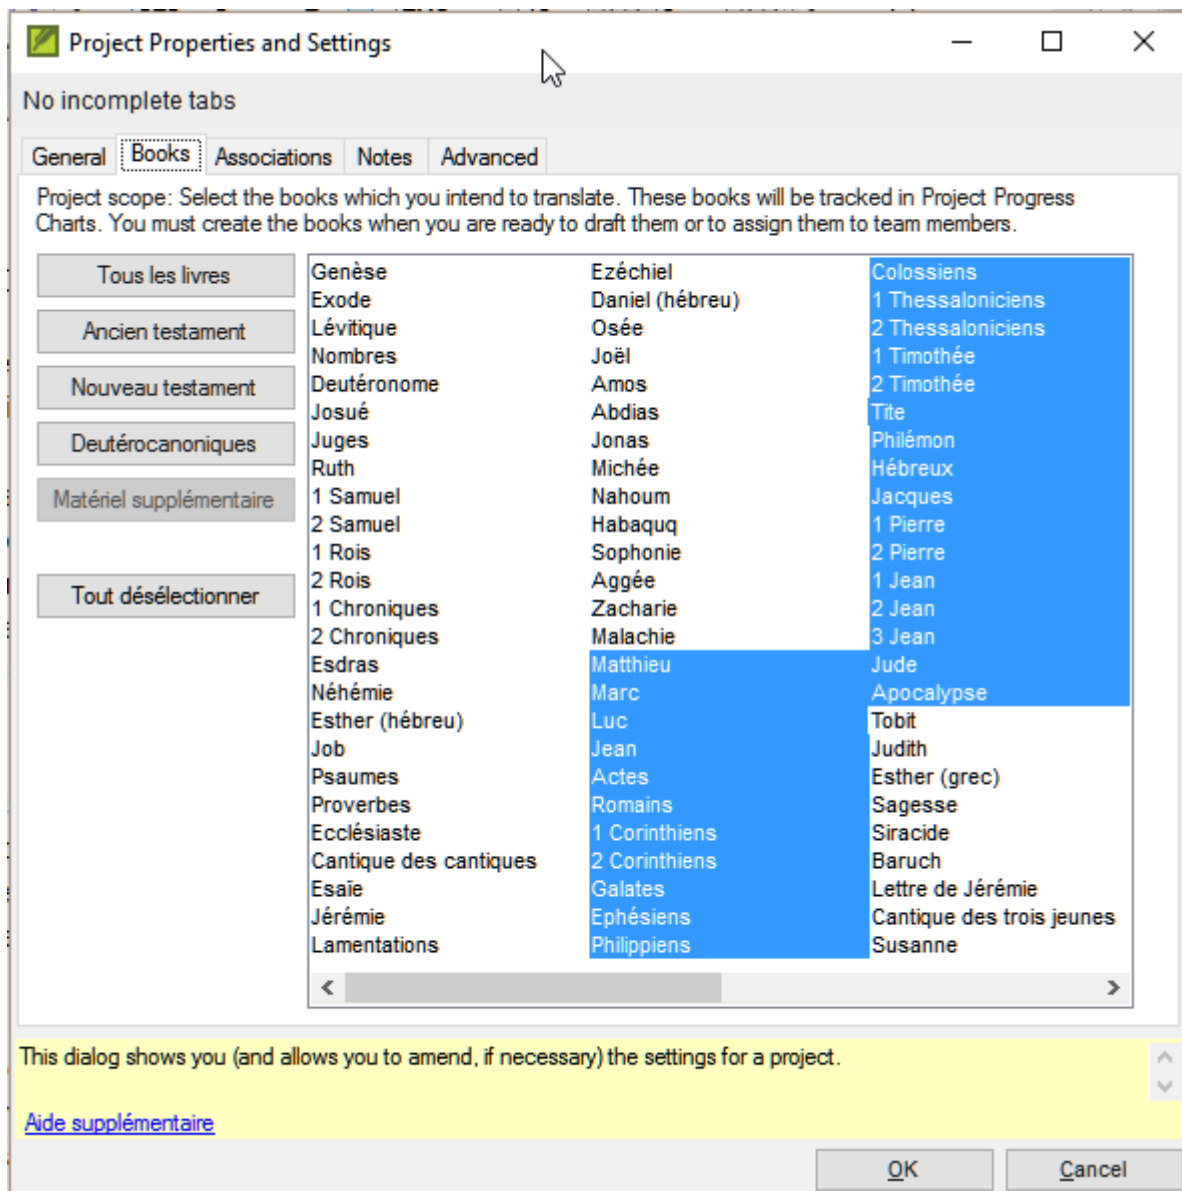 Project Properties and Settings
No incomplete tabs
General Books Associations Notes Advanced
Project scope: Select the books which you intend to translate. These books will be tracked in Project Progress
Charts. You must create the books when you are ready to draft them or to assign them to team members.
Tous les livres
Ancien testament
Nouveau testament
Deutérocanoniques
Matériel supplémentaire
Tout désélectionner
Genèse
Exode
Lévitique
Nombres
Deutéronome
Josué
Juges
Ruth
1 Samuel
2 Samuel
1 Rois
2 Rois
1 Chroniques
2 Chroniques
Esdras
Néhémie
Esther (hébreu)
Job
Psaumes
Proverbes
Ecclésiaste
Cantique des cantiques
Esaïe
Jérémie
Lamentations
Ezéchiel
Daniel (hébreu)
Osée
Joël
Amos
Abdias
Jonas
Michée
Nahoum
Habaquq
Sophonie
Aggée
Zacharie
Malachie
Matthieu
Marc
Luc
Jean
Actes
Romains
1 Corinthiens
2 Corinthiens
Galates
Ephésiens
Philippiens
Colossiens
1 Thessaloniciens
2 Thessaloniciens
1 Timothée
2 Timothée
Tite
Philémon
Hébreux
Jacques
1 Pierre
2 Pierre
1 Jean
2 Jean
3 Jean
Jude
Apocalypse
Tobit
Judith
Esther (grec)
Sagesse
Siracide
Baruch
Lettre de Jérémie
Cantique des trois jeunes
Susanne
This dialog shows you (and allows you to amend, if necessary) the settings for a project.
Aide supplémentaire
OK Cancel